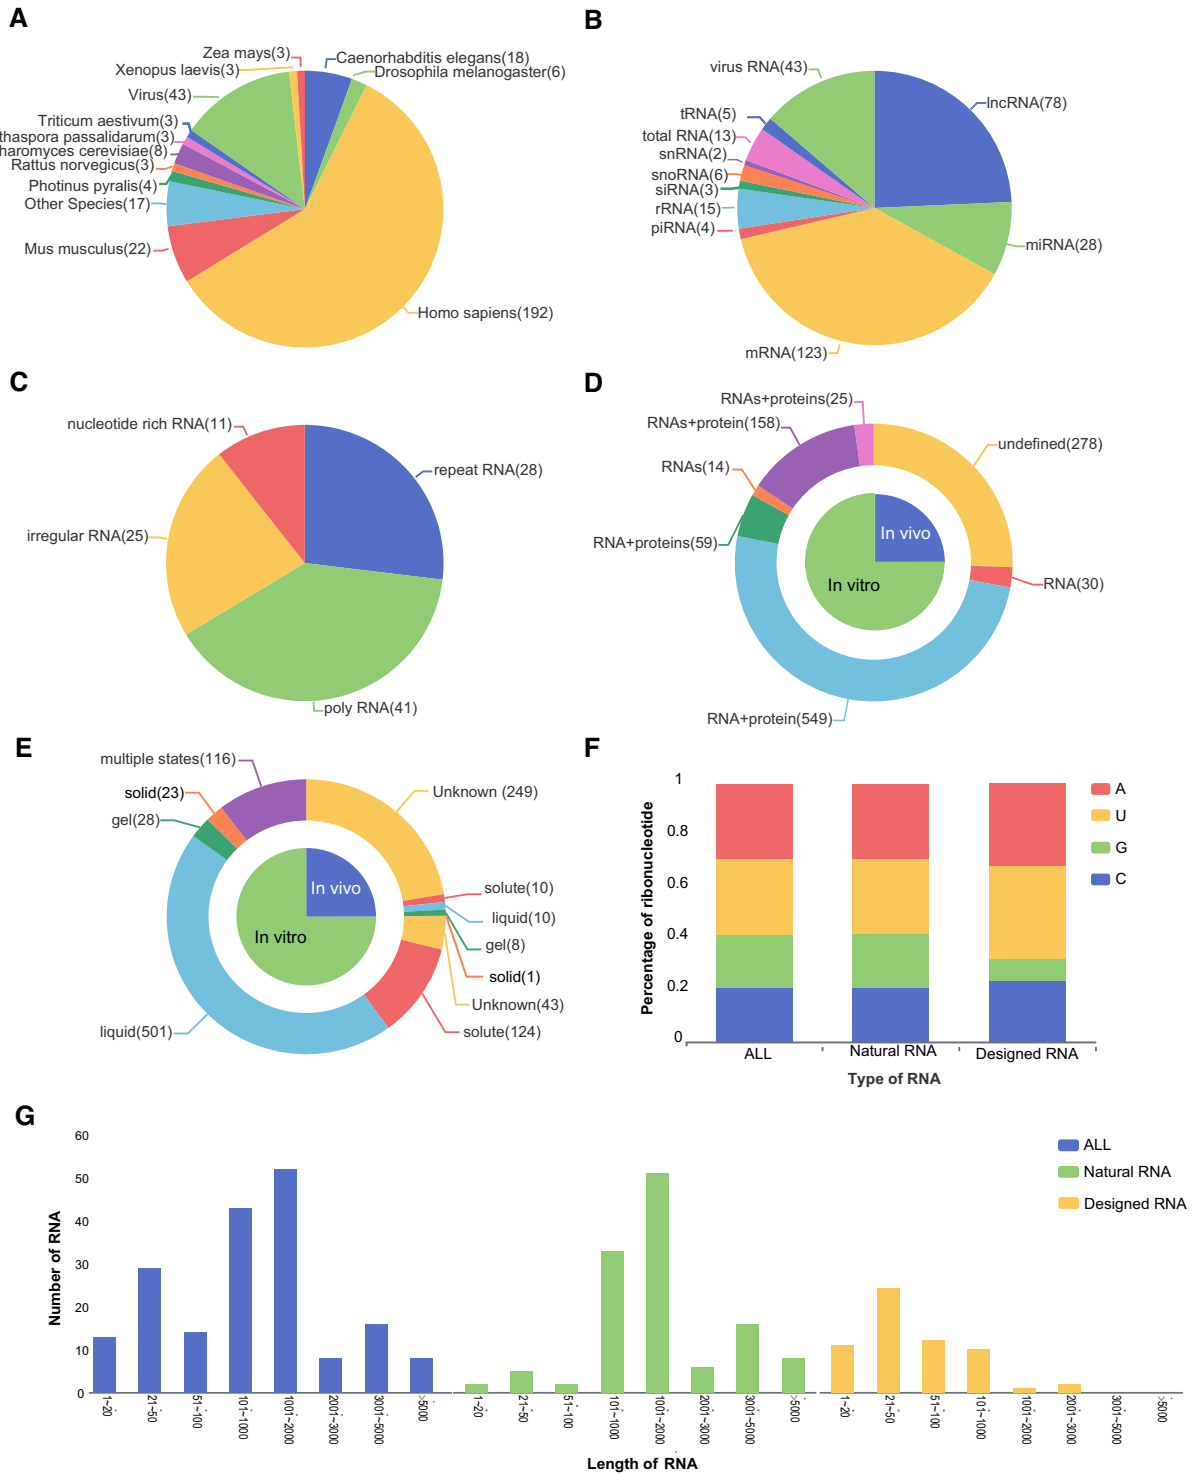 A
Zea mays(3)
Caenorhabditis elegans(18)
Xenopus laevis(3)
Drosophila melanogaster(6)
Virus(43)
Triticum aestivum(3)
thaspora passalidarum(3)
haromyces cerevisiae(8)
Rattus norvegicus(3)
Photinus pyralis(4)
Other Species(17)
Mus musculus(22)
Homo sapiens(192)
B
virus RNA(43)
lncRNA(78)
tRNA(5)
total RNA(13)
snRNA(2)
snoRNA(6)
siRNA(3)
rRNA(15)
piRNA(4)
miRNA(28)
mRNA(123)
C
nucleotide rich RNA(11)
repeat RNA(28)
irregular RNA(25)
poly RNA(41)
D
RNAs+proteins(25)
RNAs+protein(158)
undefined(278)
RNAs(14)
RNA+proteins(59)
In vivo
In vitro
RNA(30)
RNA+protein(549)
E
multiple states(116)
Unknown (249)
solid(23)
gel(28)
In vivo
In vitro
solute(10)
liquid(10)
gel(8)
solid(1)
Unknown(43)
solute(124)
liquid(501)
F
Percentage of ribonucleotide
1
0.8
0.6
0.4
0.2
0
A
U
G
C
ALL
Natural RNA
Designed RNA
Type of RNA
G
Number of RNA
60
50
40
30
20
10
0
ALL
Natural RNA
Designed RNA
1~20
21~50
51~100
101~1000
1001~2000
2001~3000
3001~5000
>5000
1~20
21~50
51~100
101~1000
1001~2000
2001~3000
3001~5000
>5000
1~20
21~50
51~100
101~1000
1001~2000
2001~3000
3001~5000
>5000
Length of RNA